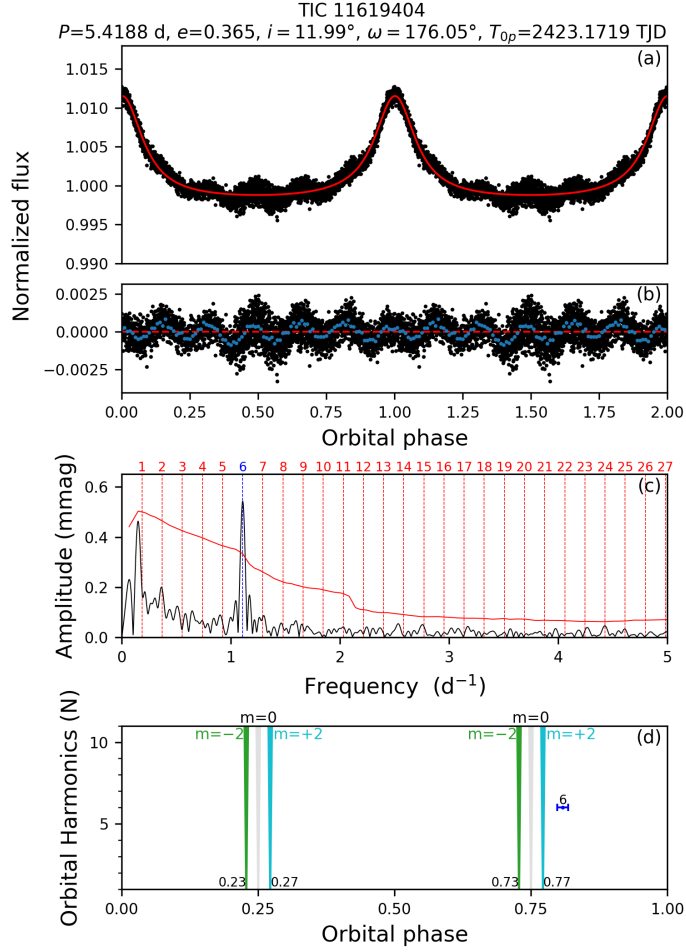 TIC 11619404
P=5.4188 d, e=0.365, i = 11.99°, ω = 176.05°, T0p=2423.1719 TJD
(a)
1.015
1.010
1.005
1.000
0.995
0.990
Normalized flux
(b)
0.0025
0.0000
−0.0025
0.00 0.25 0.50 0.75 1.00 1.25 1.50 1.75 2.00
Orbital phase
1 2 3 4 5 6 7 8 9 10 11 12 13 14 15 16 17 18 19 20 21 22 23 24 25 26 27
(c)
0.6
0.4
0.2
0.0
Amplitude (mmag)
0 1 2 3 4 5
Frequency (d−1)
m=0 m=0
m=−2 m=+2 m=−2 m=+2 (d)
10
5
6
0.23 0.27 0.73 0.77
Orbital Harmonics (N)
0.00 0.25 0.50 0.75 1.00
Orbital phase